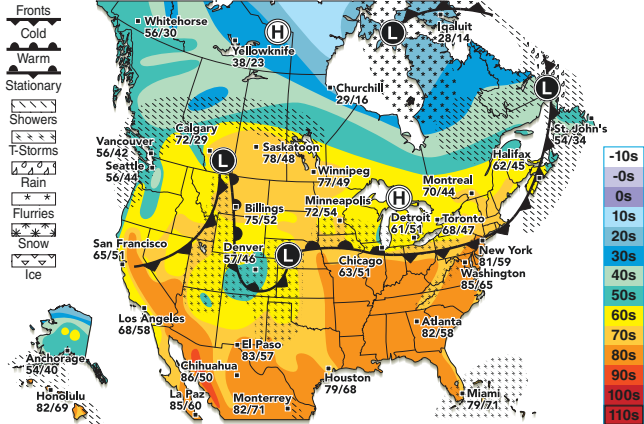 Fronts
Cold
Warm
Stationary
Showers
T-Storms
Rain
Flurries
Snow
Ice
Whitehorse
56/30
H
Yellowknife
38/23
L
Iqaluit
28/14
Churchill
29/16
L
St. John's
54/34
Calgary
72/29
Vancouver
56/42
Seattle
56/44
L
Saskatoon
78/48
Winnipeg
77/49
Montreal
70/44
Halifax
62/45
Billings
75/52
Minneapolis
72/54
H
Detroit
61/51
Toronto
68/47
San Francisco
65/51
Denver
57/46
L
Chicago
63/51
New York
81/59
Washington
85/65
Los Angeles
68/58
El Paso
83/57
Atlanta
82/58
Anchorage
54/40
Honolulu
82/69
Chihuahua
86/50
La Paz
85/60
Monterrey
82/71
Houston
79/68
Miami
79/71
-10s
-0s
0s
10s
20s
30s
40s
50s
60s
70s
80s
90s
100s
110s